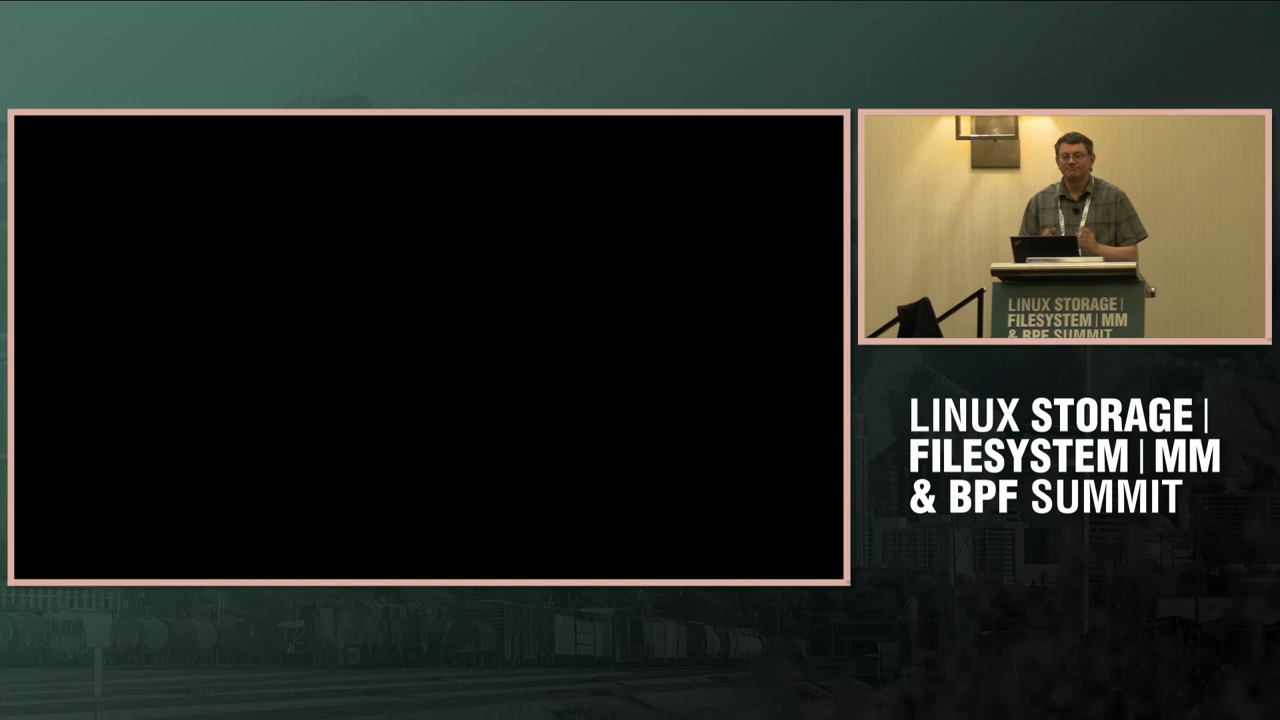 LINUX STORAGE |
FILESYSTEM | MM
& BPF SUMMIT
LINUX STORAGE |
FILESYSTEM | MM
& BPF SUMMIT